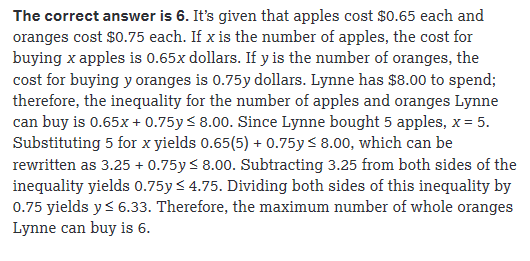 The correct answer is 6. It's given that apples cost $0.65 each and
oranges cost $0.75 each. If x is the number of apples, the cost for
buying x apples is 0.65x dollars. If y is the number of oranges, the
cost for buying y oranges is 0.75y dollars. Lynne has $8.00 to spend;
therefore, the inequality for the number of apples and oranges Lynne
can buy is 0.65x + 0.75y ≤ 8.00. Since Lynne bought 5 apples, x = 5.
Substituting 5 for x yields 0.65(5) + 0.75y ≤ 8.00, which can be
rewritten as 3.25 + 0.75y ≤ 8.00. Subtracting 3.25 from both sides of the
inequality yields 0.75y ≤ 4.75. Dividing both sides of this inequality by
0.75 yields y ≤ 6.33. Therefore, the maximum number of whole oranges
Lynne can buy is 6.